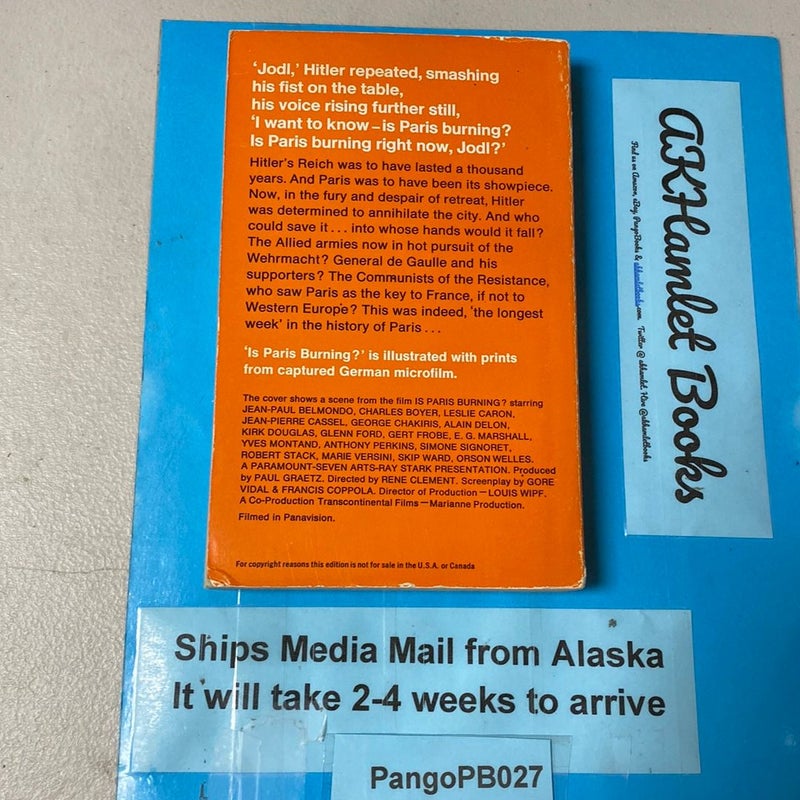 ‘Jodl,’ Hitler repeated, smashing
his fist on the table,
his voice rising further still,
‘I want to know – is Paris burning?
Is Paris burning right now, Jodl?’
Hitler's Reich was to have lasted a thousand
years. And Paris was to have been its showpiece.
Now, in the fury and despair of retreat, Hitler
was determined to annihilate the city. And who
could save it . . . into whose hands would it fall?
The Allied armies now in hot pursuit of the
Wehrmacht? General de Gaulle and his
supporters? The Communists of the Resistance,
who saw Paris as the key to France, if not to
Western Europe? This was indeed, ‘the longest
week’ in the history of Paris . . .
‘Is Paris Burning?’ is illustrated with prints
from captured German microfilm.
The cover shows a scene from the film IS PARIS BURNING? starring
JEAN-PAUL BELMONDO, CHARLES BOYER, LESLIE CARON,
JEAN-PIERRE CASSEL, GEORGE CHAKIRIS, ALAIN DELON,
KIRK DOUGLAS, GLENN FORD, GERT FROBE, E. G. MARSHALL,
YVES MONTAND, ANTHONY PERKINS, SIMONE SIGNORET,
ROBERT STACK, MARIE VERSINI, SKIP WARD, ORSON WELLES.
A PARAMOUNT-SEVEN ARTS-RAY STARK PRESENTATION. Produced
by PAUL GRAETZ. Directed by RENE CLEMENT. Screenplay by GORE
VIDAL & FRANCIS COPPOLA. Director of Production — LOUIS WIPF.
A Co-Production Transcontinental Films — Marianne Production.
Filmed in Panavision.
For copyright reasons this edition is not for sale in the U.S.A. or Canada
AKHamlet Books
Find us on Amazon, eBay, PangoBooks & akhamletbooks.com. Twitter @ akhamlet. Hive @akhamletbooks
Ships Media Mail from Alaska
It will take 2-4 weeks to arrive
PangoPB027